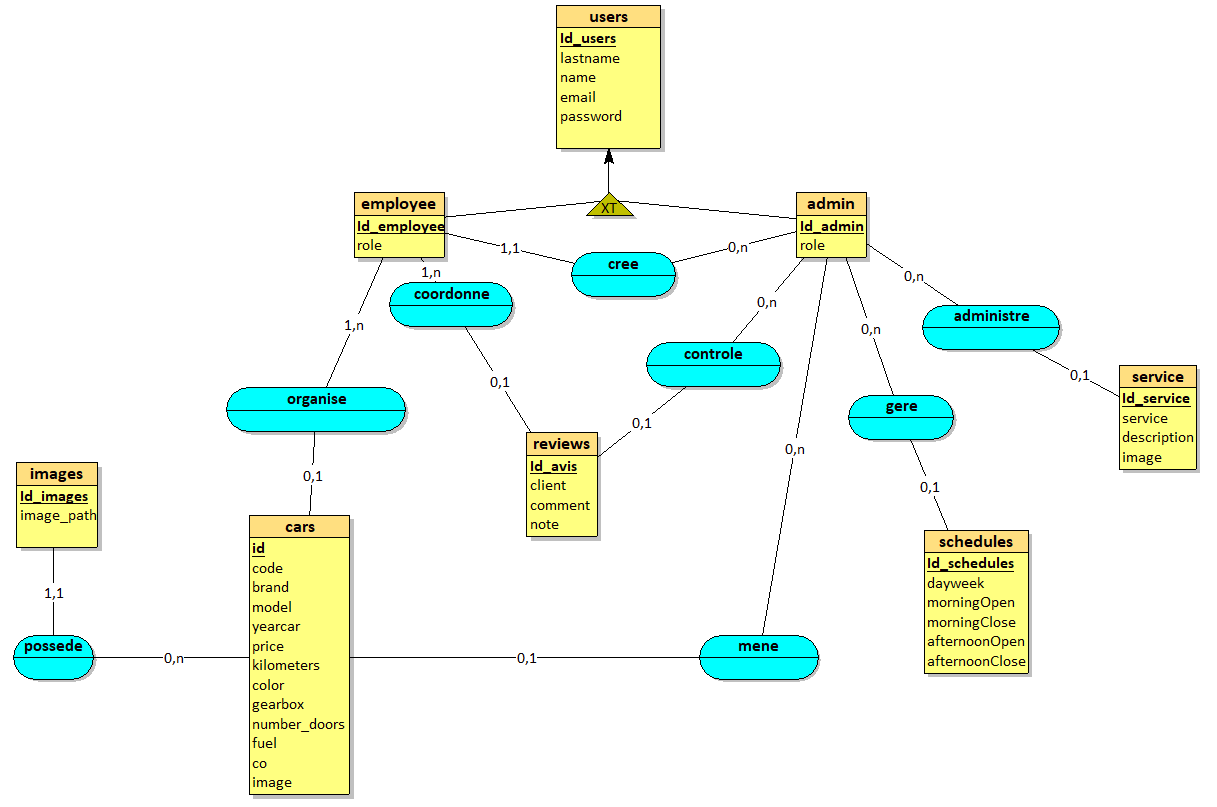 users
Id_users
lastname
name
email
password
XT
employee
Id_employee
role
admin
Id_admin
role
1,1
cree
0,n
1,n
coordonne
0,n
administre
0,n
controle
0,n
1,n
0,1
0,1
service
Id_service
service
description
image
organise
gere
0,1
reviews
Id_avis
client
comment
note
0,n
0,1
0,1
images
Id_images
image_path
schedules
Id_schedules
dayweek
morningOpen
morningClose
afternoonOpen
afternoonClose
cars
id
code
brand
model
yearcar
price
kilometers
color
gearbox
number_doors
fuel
co
image
1,1
possede
0,n
0,1
mene